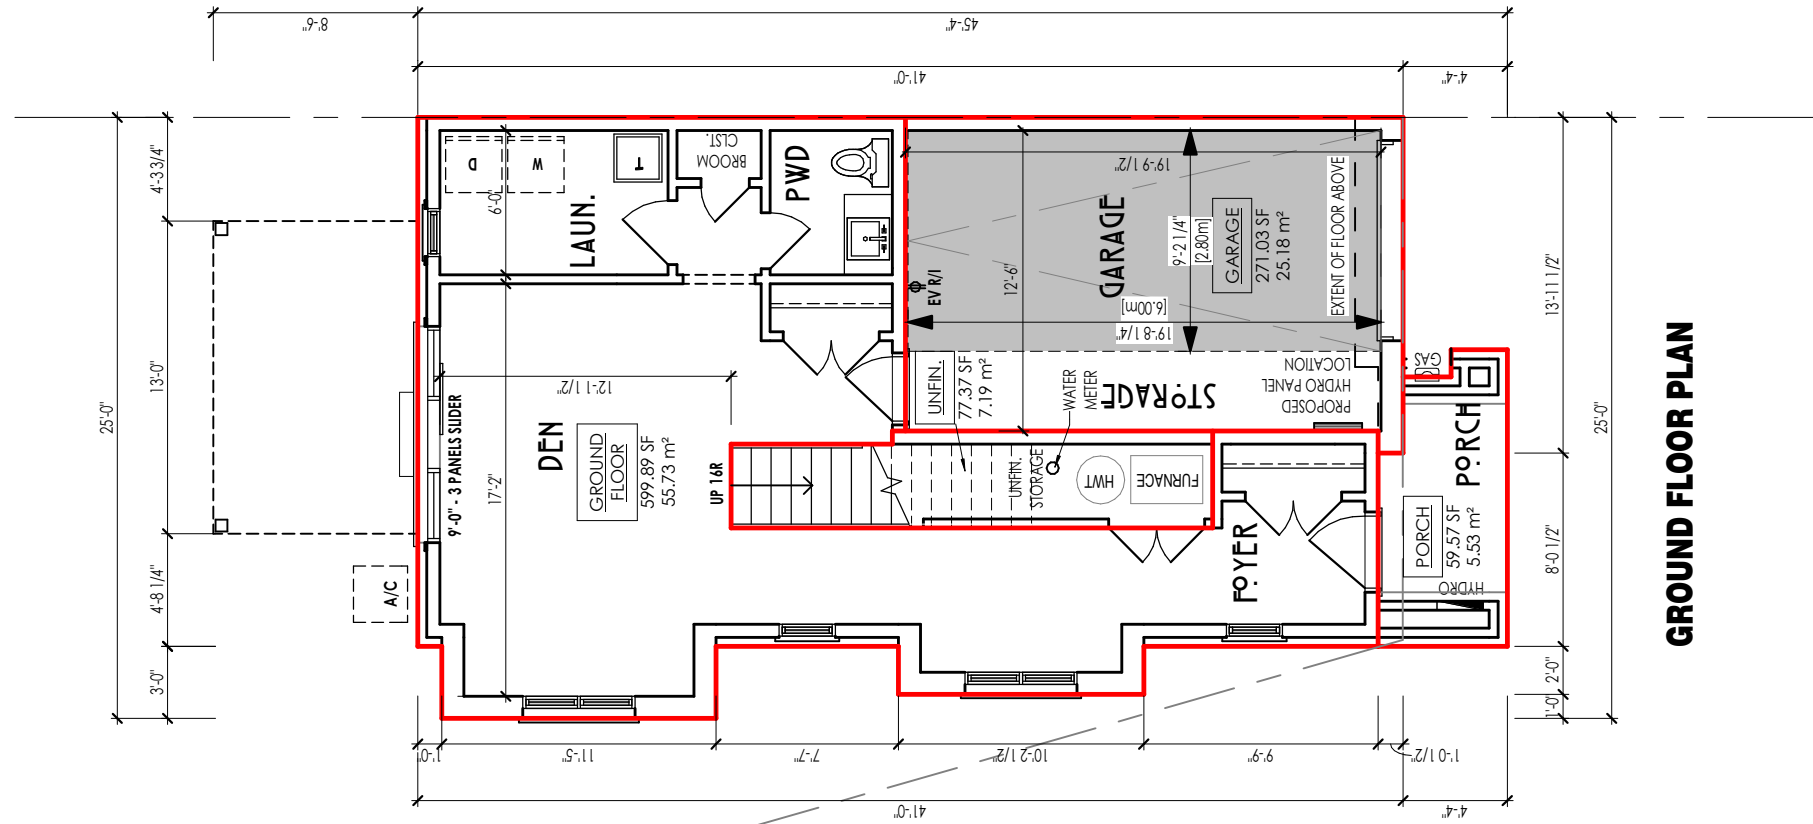 8'-6"
45'-4"
41'-0"
4'-4"
25'-0"
4'-3 3/4"
13'-0"
4'-8 1/4"
3'-0"
D
W
T
6'-0"
LAUN.
BROOM
CLST.
PWD
19'-9 1/2"
GARAGE
9'-2 1/4"
[2.80m]
GARAGE
271.03 SF
25.18 m²
EXTENT OF FLOOR ABOVE
12'-6"
EV R/I
[6.00m]
19'-8 1/4"
13'-11 1/2"
25'-0"
8'-0 1/2"
2'-0"
1'-0"
9'-0" - 3 PANELS SLIDER
12'-1 1/2"
17'-2"
DEN
GROUND
FLOOR
599.89 SF
55.73 m²
UP 16R
UNFIN.
77.37 SF
7.19 m²
WATER
METER
STORAGE
PROPOSED
HYDRO PANEL
LOCATION
GAS
UNFIN.
STORAGE
HWT
FURNACE
FOYER
PORCH
PORCH
59.57 SF
5.53 m²
HYDRO
A/C
1'-0"
11'-5"
7'-7"
10'-2 1/2"
9'-9"
1'-0 1/2"
41'-0"
4'-4"
GROUND FLOOR PLAN